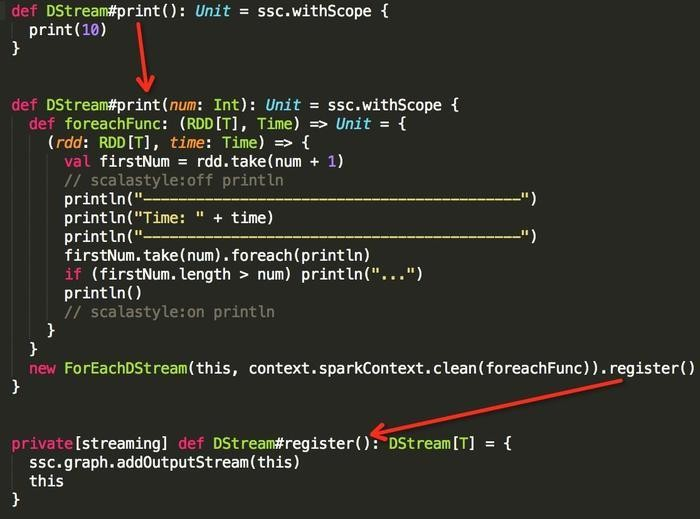 def DStream#print(): Unit = ssc.withScope {
  print(10)
}
def DStream#print(num: Int): Unit = ssc.withScope {
  def foreachFunc: (RDD[T], Time) => Unit = {
    (rdd: RDD[T], time: Time) => {
      val firstNum = rdd.take(num + 1)
      // scalastyle:off println
      println("-------------------------------------------")
      println("Time: " + time)
      println("-------------------------------------------")
      firstNum.take(num).foreach(println)
      if (firstNum.length > num) println("...")
      println()
      // scalastyle:on println
    }
  }
  new ForEachDStream(this, context.sparkContext.clean(foreachFunc)).register()
}
private[streaming] def DStream#register(): DStream[T] = {
  ssc.graph.addOutputStream(this)
  this
}